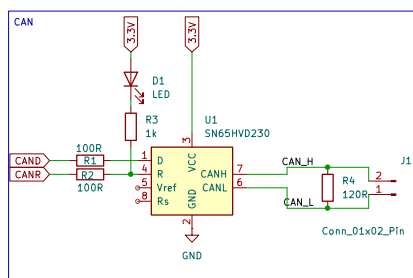 CAN
3.3V
3.3V
D1
LED
R3
1k
U1
SN65HVD230
100R
CAND
R1
CANR
R2
100R
1
D
4
R
5
Vref
8
Rs
3
VCC
GND
2
CANH
7
CANL
6
GND
CAN_H
CAN_L
R4
120R
J1
2
1
Conn_01x02_Pin